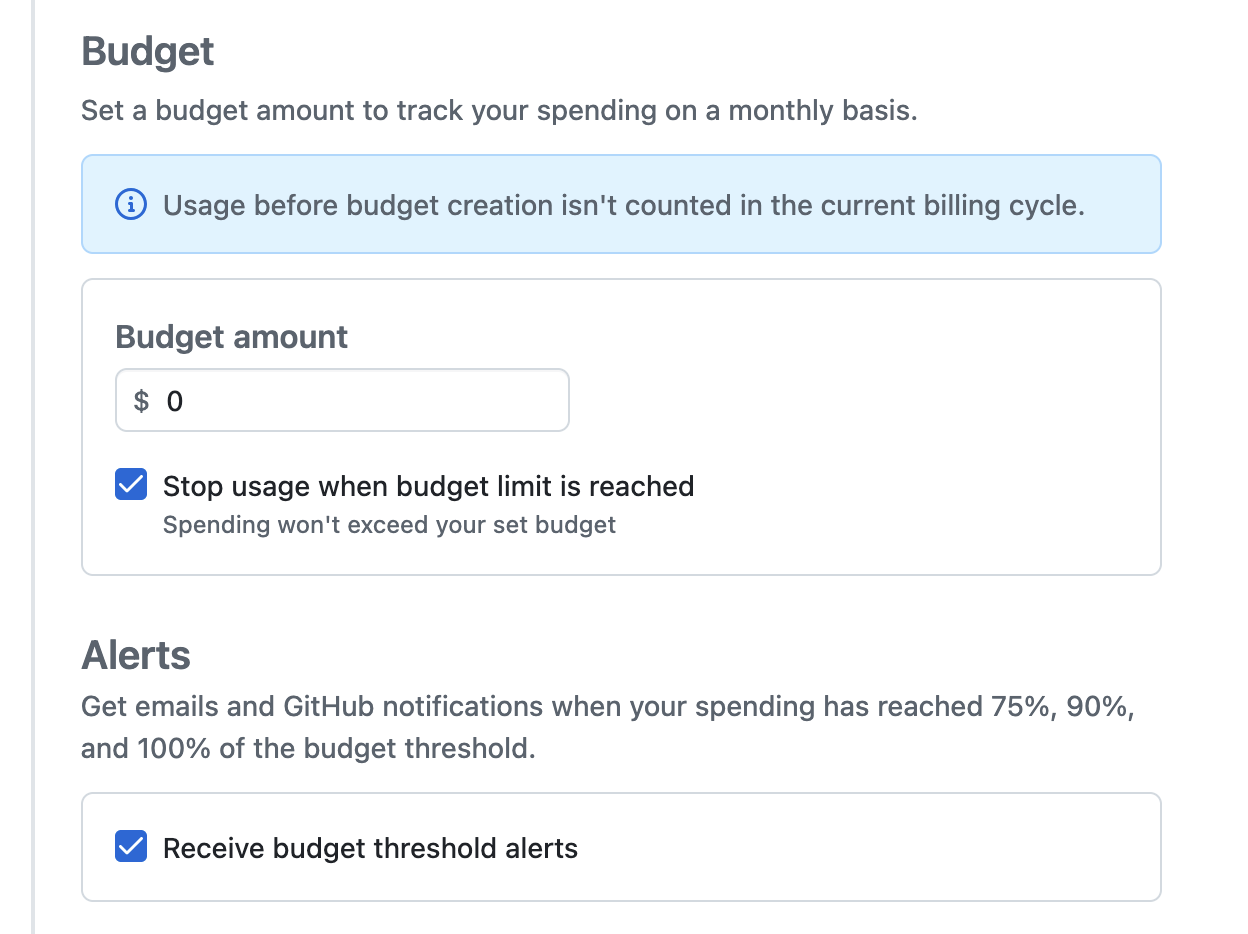 Budget
Set a budget amount to track your spending on a monthly basis.
Usage before budget creation isn't counted in the current billing cycle.
Budget amount
$ 0
Stop usage when budget limit is reached
Spending won't exceed your set budget
Alerts
Get emails and GitHub notifications when your spending has reached 75%, 90%,
and 100% of the budget threshold.
Receive budget threshold alerts